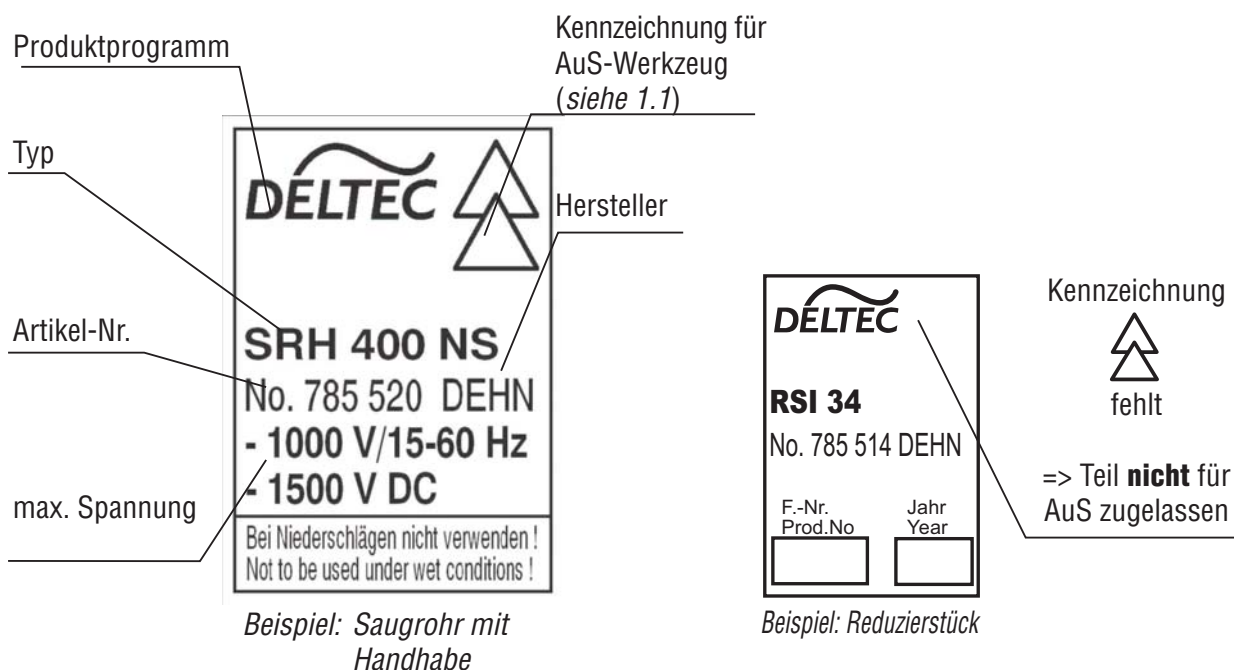 Produktprogramm
Kennzeichnung für
AuS-Werkzeug
(siehe 1.1)
Typ
Hersteller
Artikel-Nr.
max. Spannung
DELTEC
SRH 400 NS
No. 785 520 DEHN
- 1000 V/15-60 Hz
- 1500 V DC
Bei Niederschlägen nicht verwenden !
Not to be used under wet conditions !
Beispiel: Saugrohr mit
Handhabe
DELTEC
RSI 34
No. 785 514 DEHN
F.-Nr. Jahr
Prod.No Year
Beispiel: Reduzierstück
Kennzeichnung
fehlt
=> Teil nicht für
AuS zugelassen